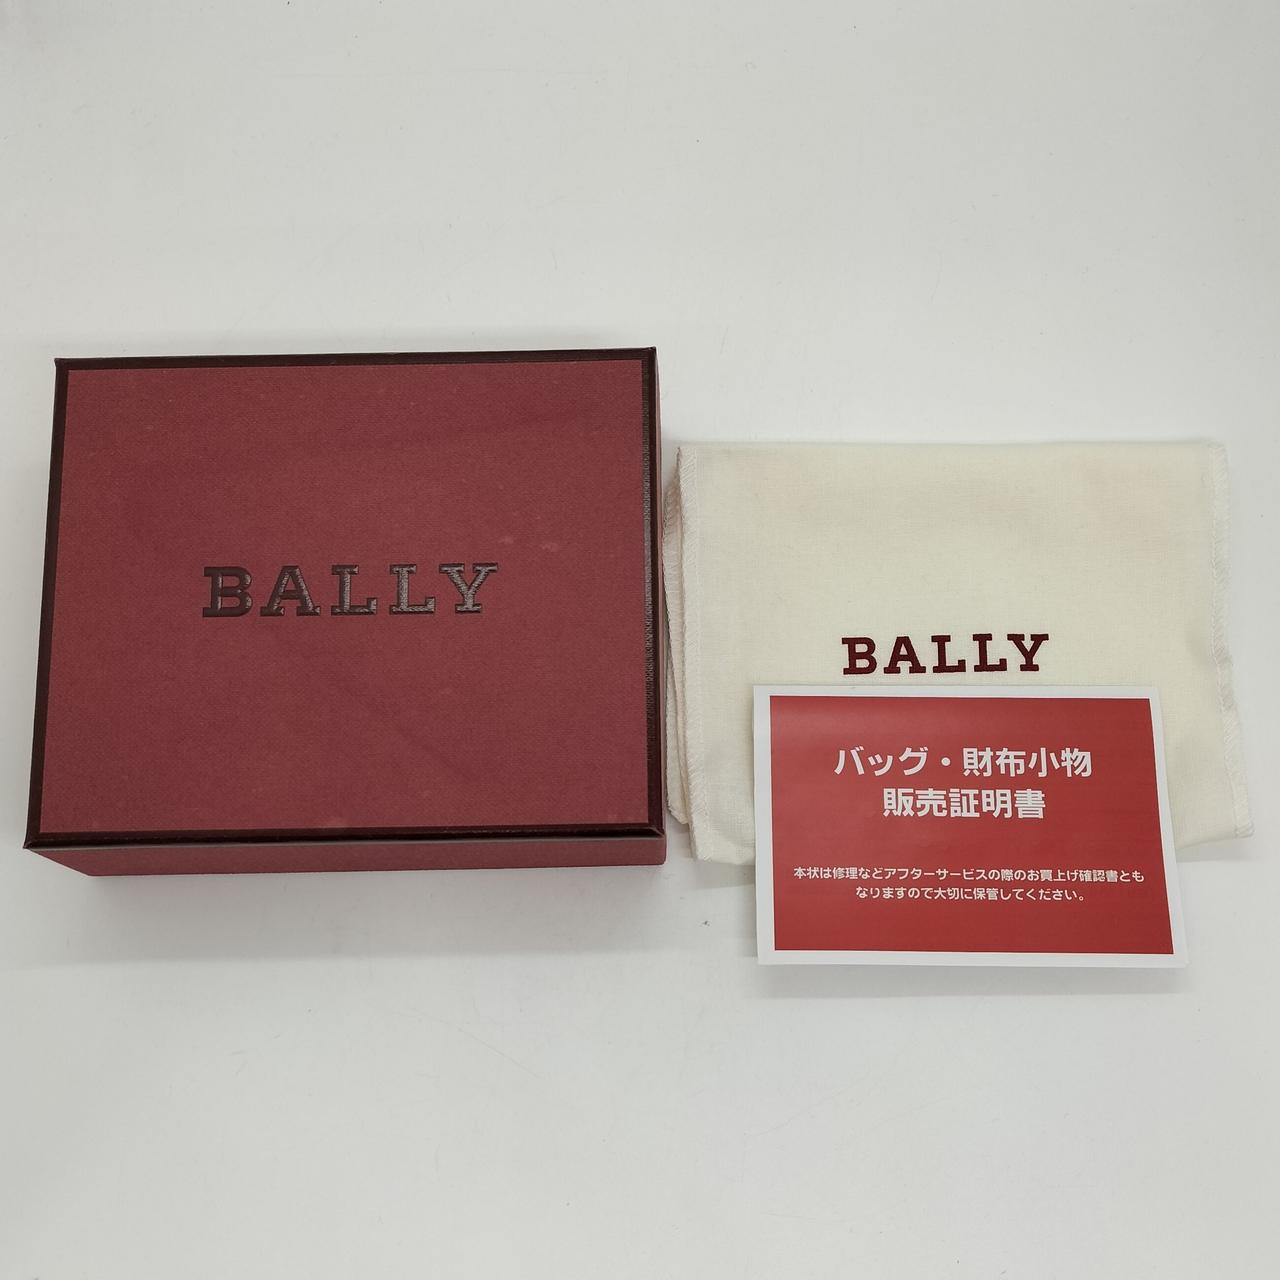 BALLY
BALLY
バッグ・財布小物
販売証明書
本状は修理などアフターサービスの際のお買上げ確認書とも
なりますので大切に保管してください。